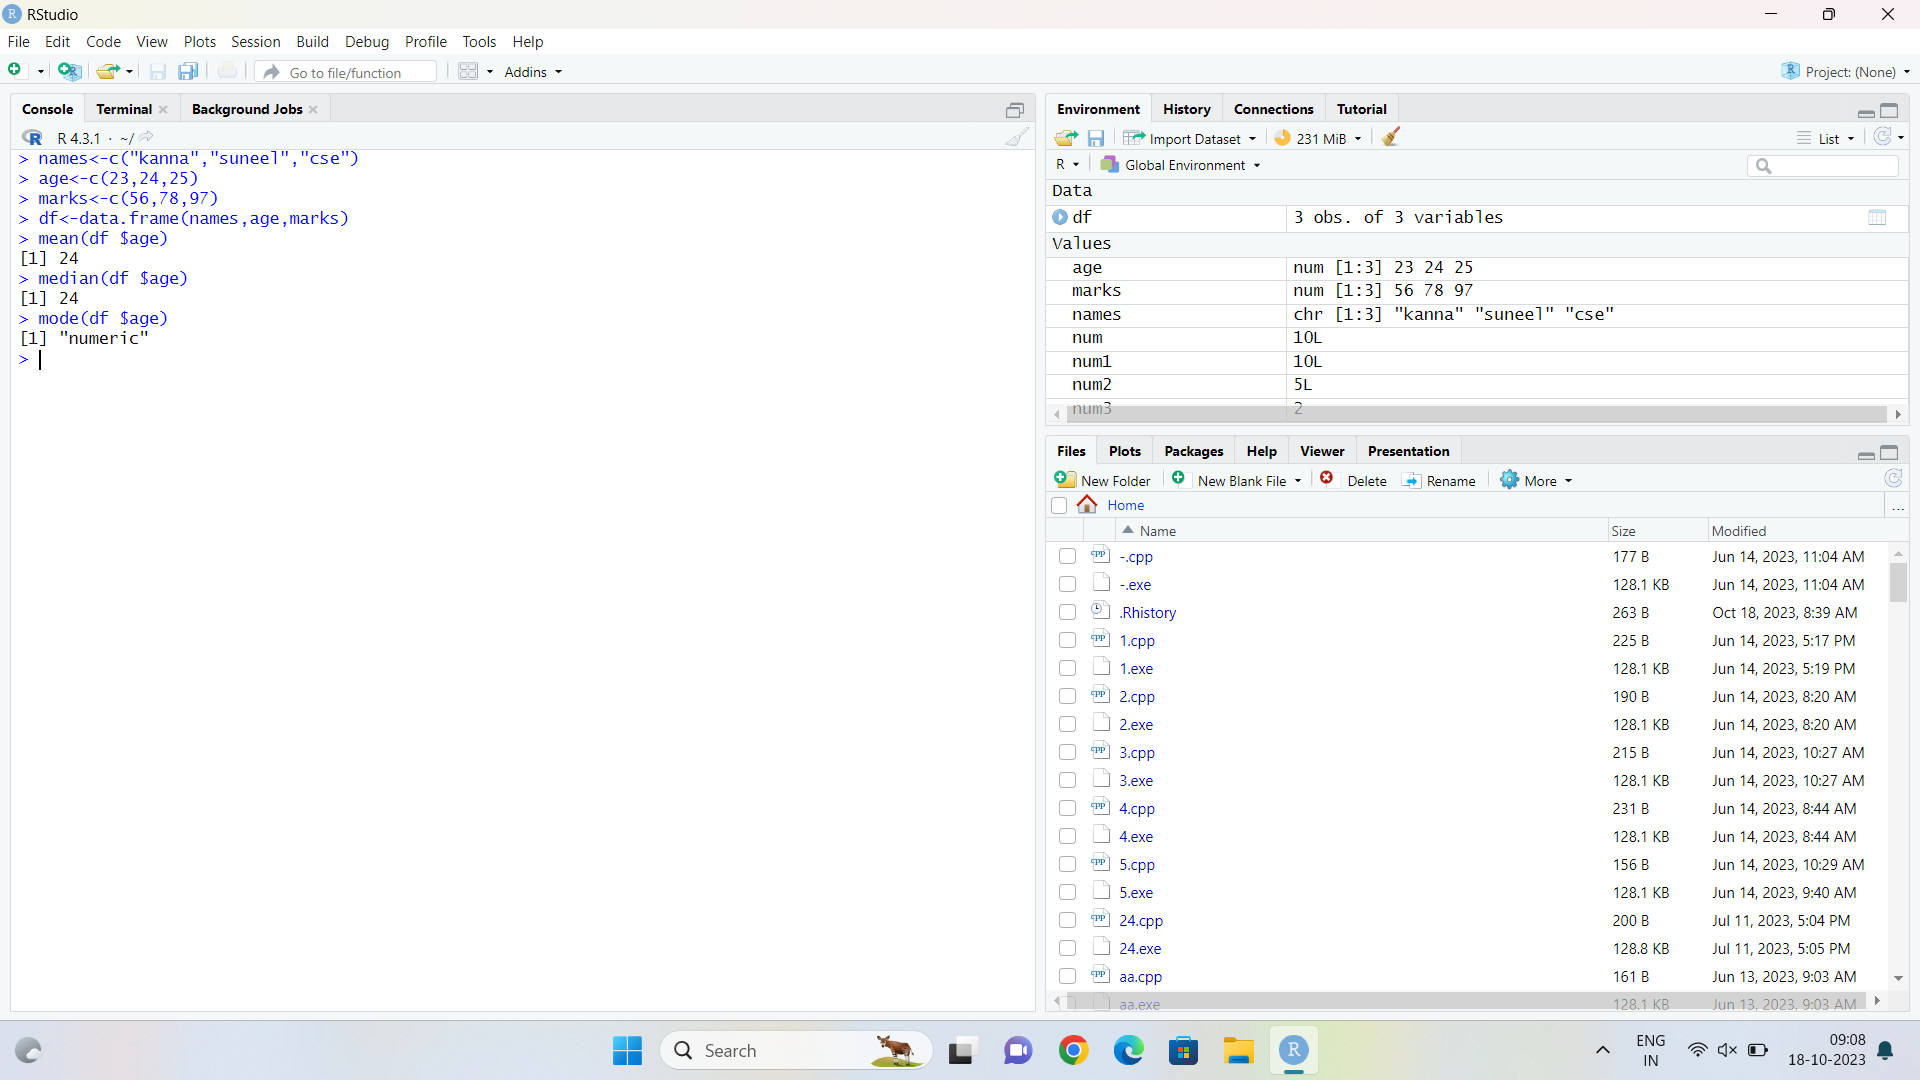 RStudio
File Edit Code View Plots Session Build Debug Profile Tools Help
Go to file/function Addins Project: (None)
Console Terminal Background Jobs
R 4.3.1 · ~/
> names<-c("kanna","suneel","cse")
> age<-c(23,24,25)
> marks<-c(56,78,97)
> df<-data.frame(names,age,marks)
> mean(df $age)
[1] 24
> median(df $age)
[1] 24
> mode(df $age)
[1] "numeric"
>
Environment History Connections Tutorial
Import Dataset 231 MiB List
R Global Environment
Data
df 3 obs. of 3 variables
Values
age num [1:3] 23 24 25
marks num [1:3] 56 78 97
names chr [1:3] "kanna" "suneel" "cse"
num 10L
num1 10L
num2 5L
num3 2
Files Plots Packages Help Viewer Presentation
New Folder New Blank File Delete Rename More
Home ...
Name Size Modified
-.cpp 177 B Jun 14, 2023, 11:04 AM
-.exe 128.1 KB Jun 14, 2023, 11:04 AM
.Rhistory 263 B Oct 18, 2023, 8:39 AM
1.cpp 225 B Jun 14, 2023, 5:17 PM
1.exe 128.1 KB Jun 14, 2023, 5:19 PM
2.cpp 190 B Jun 14, 2023, 8:20 AM
2.exe 128.1 KB Jun 14, 2023, 8:20 AM
3.cpp 215 B Jun 14, 2023, 10:27 AM
3.exe 128.1 KB Jun 14, 2023, 10:27 AM
4.cpp 231 B Jun 14, 2023, 8:44 AM
4.exe 128.1 KB Jun 14, 2023, 8:44 AM
5.cpp 156 B Jun 14, 2023, 10:29 AM
5.exe 128.1 KB Jun 14, 2023, 9:40 AM
24.cpp 200 B Jul 11, 2023, 5:04 PM
24.exe 128.8 KB Jul 11, 2023, 5:05 PM
aa.cpp 161 B Jun 13, 2023, 9:03 AM
aa.exe 128.1 KB Jun 13, 2023, 9:03 AM
Search
ENG
IN
09:08
18-10-2023